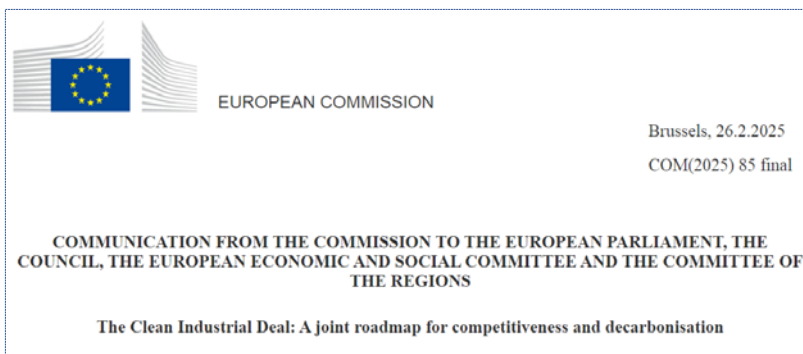 EUROPEAN COMMISSION
Brussels, 26.2.2025
COM(2025) 85 final
COMMUNICATION FROM THE COMMISSION TO THE EUROPEAN PARLIAMENT, THE
COUNCIL, THE EUROPEAN ECONOMIC AND SOCIAL COMMITTEE AND THE COMMITTEE OF
THE REGIONS
The Clean Industrial Deal: A joint roadmap for competitiveness and decarbonisation